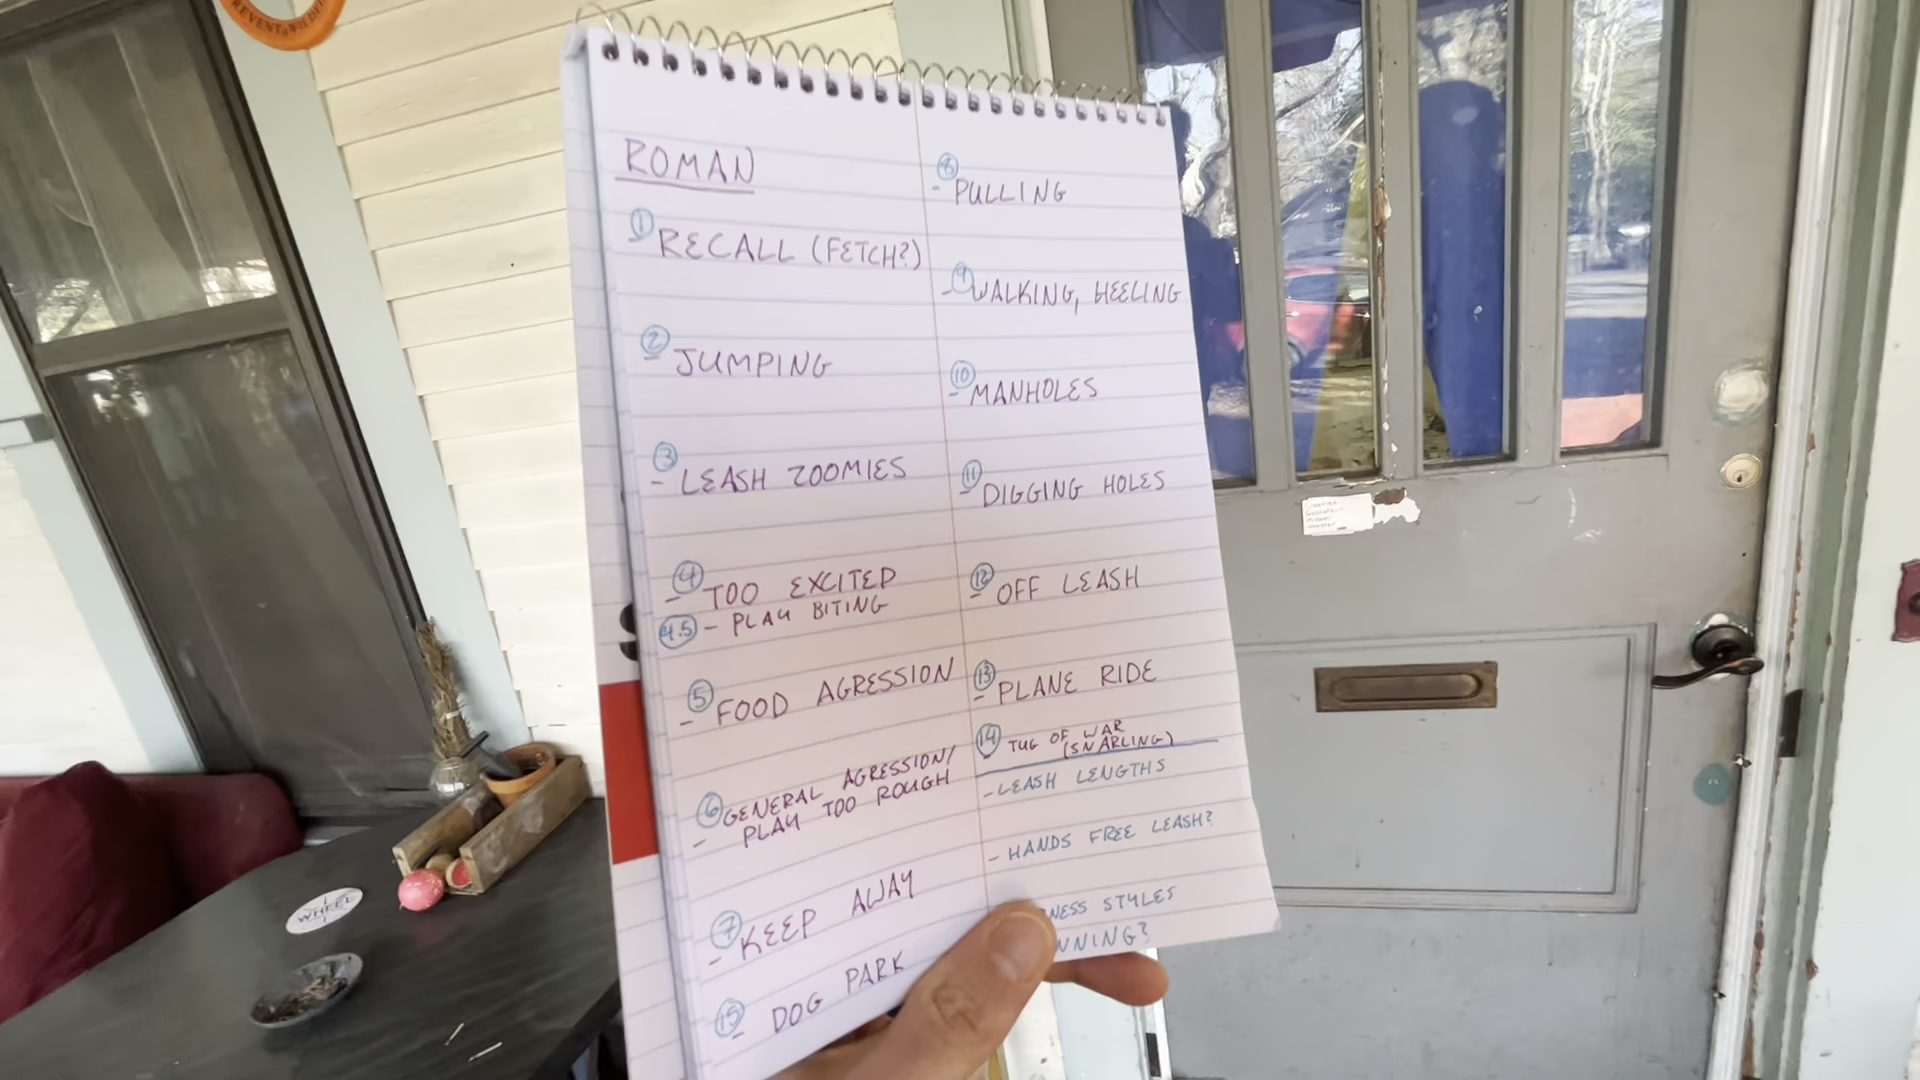 ROMAN
① RECALL (FETCH?)
② JUMPING
③ - LEASH ZOOMIES
④ - TOO EXCITED
4.5 - PLAY BITING
⑤ - FOOD AGRESSION
⑥ - GENERAL AGRESSION/
PLAY TOO ROUGH
⑦ - KEEP AWAY
⑮ DOG PARK
⑧ - PULLING
⑨ - WALKING, HEELING
⑩ - MANHOLES
⑪ - DIGGING HOLES
⑫ - OFF LEASH
⑬ - PLANE RIDE
⑭ TUG OF WAR
(SNARLING)
- LEASH LENGTHS
- HANDS FREE LEASH?
STYLES
WHEEL